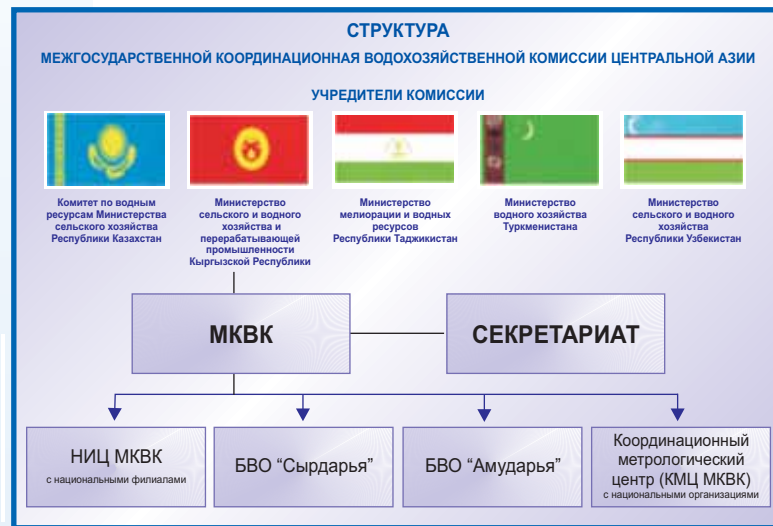 СТРУКТУРА
МЕЖГОСУДАРСТВЕННОЙ КООРДИНАЦИОННАЯ ВОДОХОЗЯЙСТВЕННОЙ КОМИССИИ ЦЕНТРАЛЬНОЙ АЗИИ
УЧРЕДИТЕЛИ КОМИССИИ
Комитет по водным
ресурсам Министерства
сельского хозяйства
Республики Казахстан
Министерство
сельского и водного
хозяйства и
перерабатывающей
промышленности
Кыргызской Республики
Министерство
мелиорации и водных
ресурсов
Республики Таджикистан
Министерство
водного хозяйства
Туркменистана
Министерство
сельского и водного
хозяйства
Республики Узбекистан
МКВК
СЕКРЕТАРИАТ
НИЦ МКВК
с национальными филиалами
БВО “Сырдарья”
БВО “Амударья”
Координационный
метрологический
центр (КМЦ МКВК)
с национальными организациями